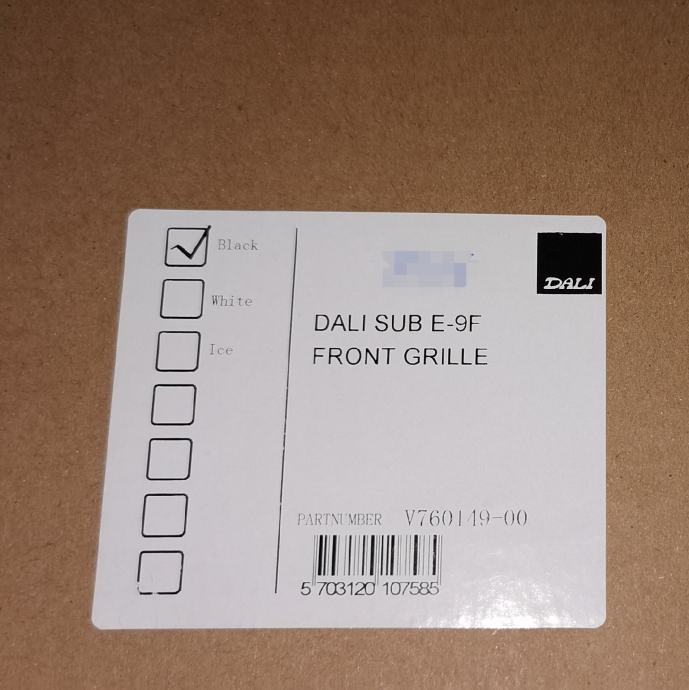 Black
White
Ice
DALI
DALI SUB E-9F
FRONT GRILLE
PARTNUMBER V760149-00
5 703120 107585